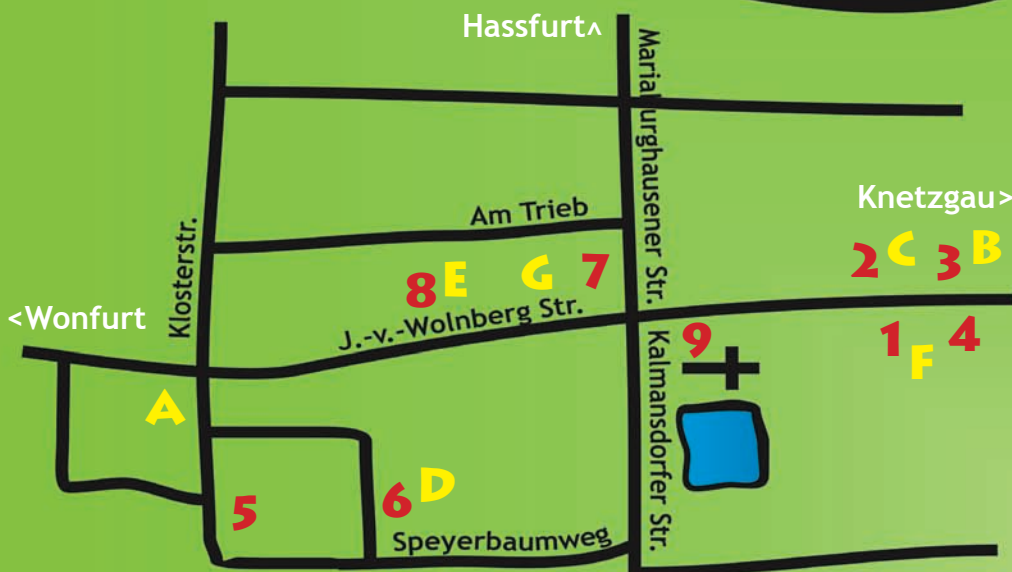 Hassfurt^
Mariaburghausener Str.
Knetzgau>
Am Trieb
Klosterstr.
2 C 3 B
8 E G 7
<Wonfurt
J.-v.-Wolnberg Str.
9
1 F 4
Kalmansdorfer Str.
A
5
6 D
Speyerbaumweg